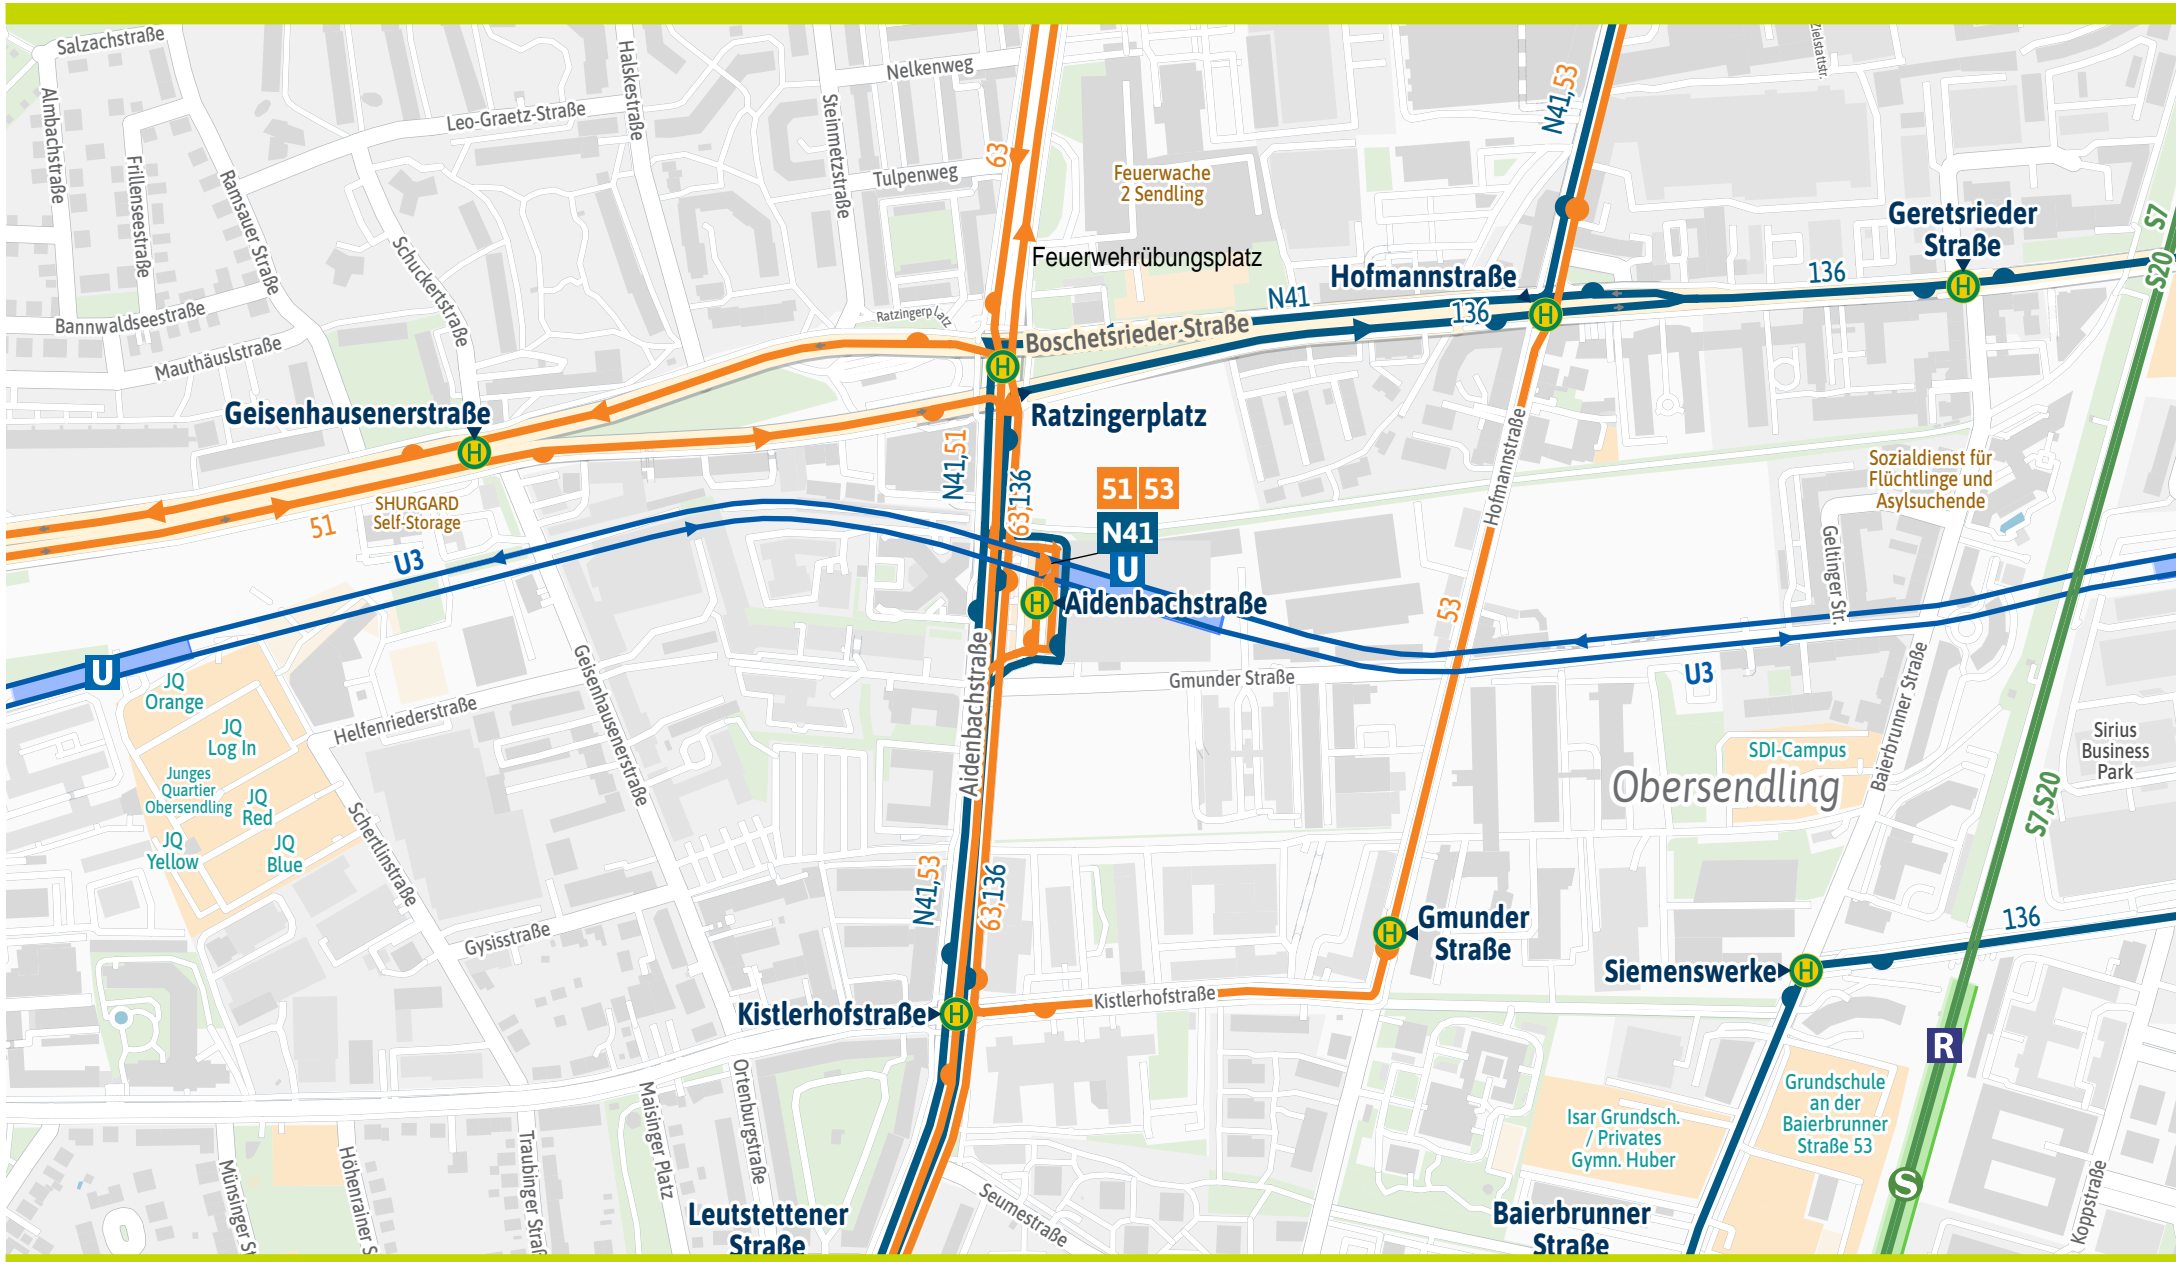 Salzachstraße
Almbachstraße
Frillenseestraße
Ramsauer Straße
Leo-Graetz-Straße
Halskestraße
Schuckertstraße
Bannwaldseestraße
Mauthäuslstraße
Nelkenweg
Steinmetzstraße
Tulpenweg
Ratzingerplatz
63
Feuerwache
2 Sendling
Feuerwehrübungsplatz
N41,53
Zielstattstr.
Geretsrieder
Straße
S7
S20
136
Hofmannstraße
N41
136
Boschetsrieder Straße
Geisenhausenerstraße
Ratzingerplatz
N41,51
63,136
51 53
N41
U
Aidenbachstraße
SHURGARD
Self-Storage
51
U3
Hofmannstraße
53
Sozialdienst für
Flüchtlinge und
Asylsuchende
Geltinger Str.
U3
Gmunder Straße
U
JQ
Orange
JQ
Log In
Junges
Quartier
Obersendling
JQ
Red
JQ
Yellow
JQ
Blue
Helfenriederstraße
Geisenhausenerstraße
Schertlinstraße
Gysisstraße
Aidenbachstraße
N41,53
63,136
SDI-Campus
Obersendling
Baierbrunner Straße
Sirius
Business
Park
S7,S20
136
Gmunder
Straße
Siemenswerke
Kistlerhofstraße
Kistlerhofstraße
R
Grundschule
an der
Baierbrunner
Straße 53
Isar Grundsch.
/ Privates
Gymn. Huber
S
Koppstraße
Baierbrunner
Straße
Seumestraße
Leutstettener
Straße
Ortenburgstraße
Maisinger Platz
Traubinger Straß
Höhenrainer S
Münsinger St
H
H
H
H
H
H
H
H